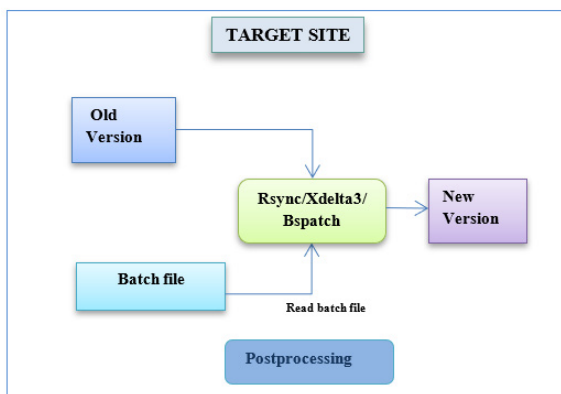 TARGET SITE
Old
Version
Rsync/Xdelta3/
Bspatch
New
Version
Batch file
Read batch file
Postprocessing